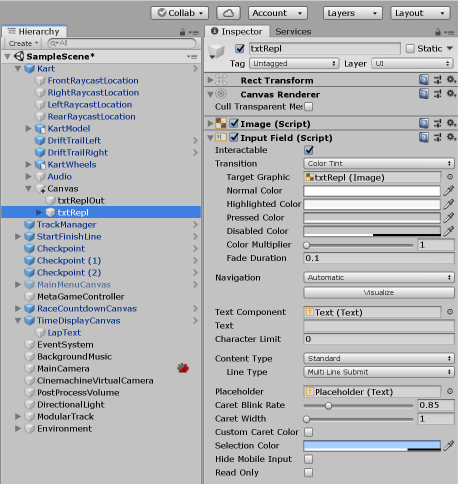 Collab
Account
Layers
Layout
Hierarchy
Create
All
SampleScene*
Kart
FrontRaycastLocation
RightRaycastLocation
LeftRaycastLocation
RearRaycastLocation
KartModel
DriftTrailLeft
DriftTrailRight
KartWheels
Audio
Canvas
txtReplOut
txtRepl
TrackManager
StartFinishLine
Checkpoint
Checkpoint (1)
Checkpoint (2)
MainMenuCanvas
MetaGameController
RaceCountdownCanvas
TimeDisplayCanvas
LapText
EventSystem
BackgroundMusic
MainCamera
CinemachineVirtualCamera
PostProcessVolume
DirectionalLight
ModularTrack
Environment
Inspector
Services
txtRepl
Static
Tag Untagged
Layer UI
Rect Transform
Canvas Renderer
Cull Transparent Mes
Image (Script)
Input Field (Script)
Interactable
Transition Color Tint
Target Graphic txtRepl (Image)
Normal Color
Highlighted Color
Pressed Color
Disabled Color
Color Multiplier 1
Fade Duration 0.1
Navigation Automatic
Visualize
Text Component Text (Text)
Text
Character Limit 0
Content Type Standard
Line Type Multi Line Submit
Placeholder Placeholder (Text)
Caret Blink Rate 0.85
Caret Width 1
Custom Caret Color
Selection Color
Hide Mobile Input
Read Only